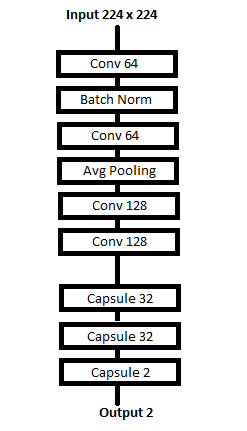 Input 224 x 224
Conv 64
Batch Norm
Conv 64
Avg Pooling
Conv 128
Conv 128
Capsule 32
Capsule 32
Capsule 2
Output 2